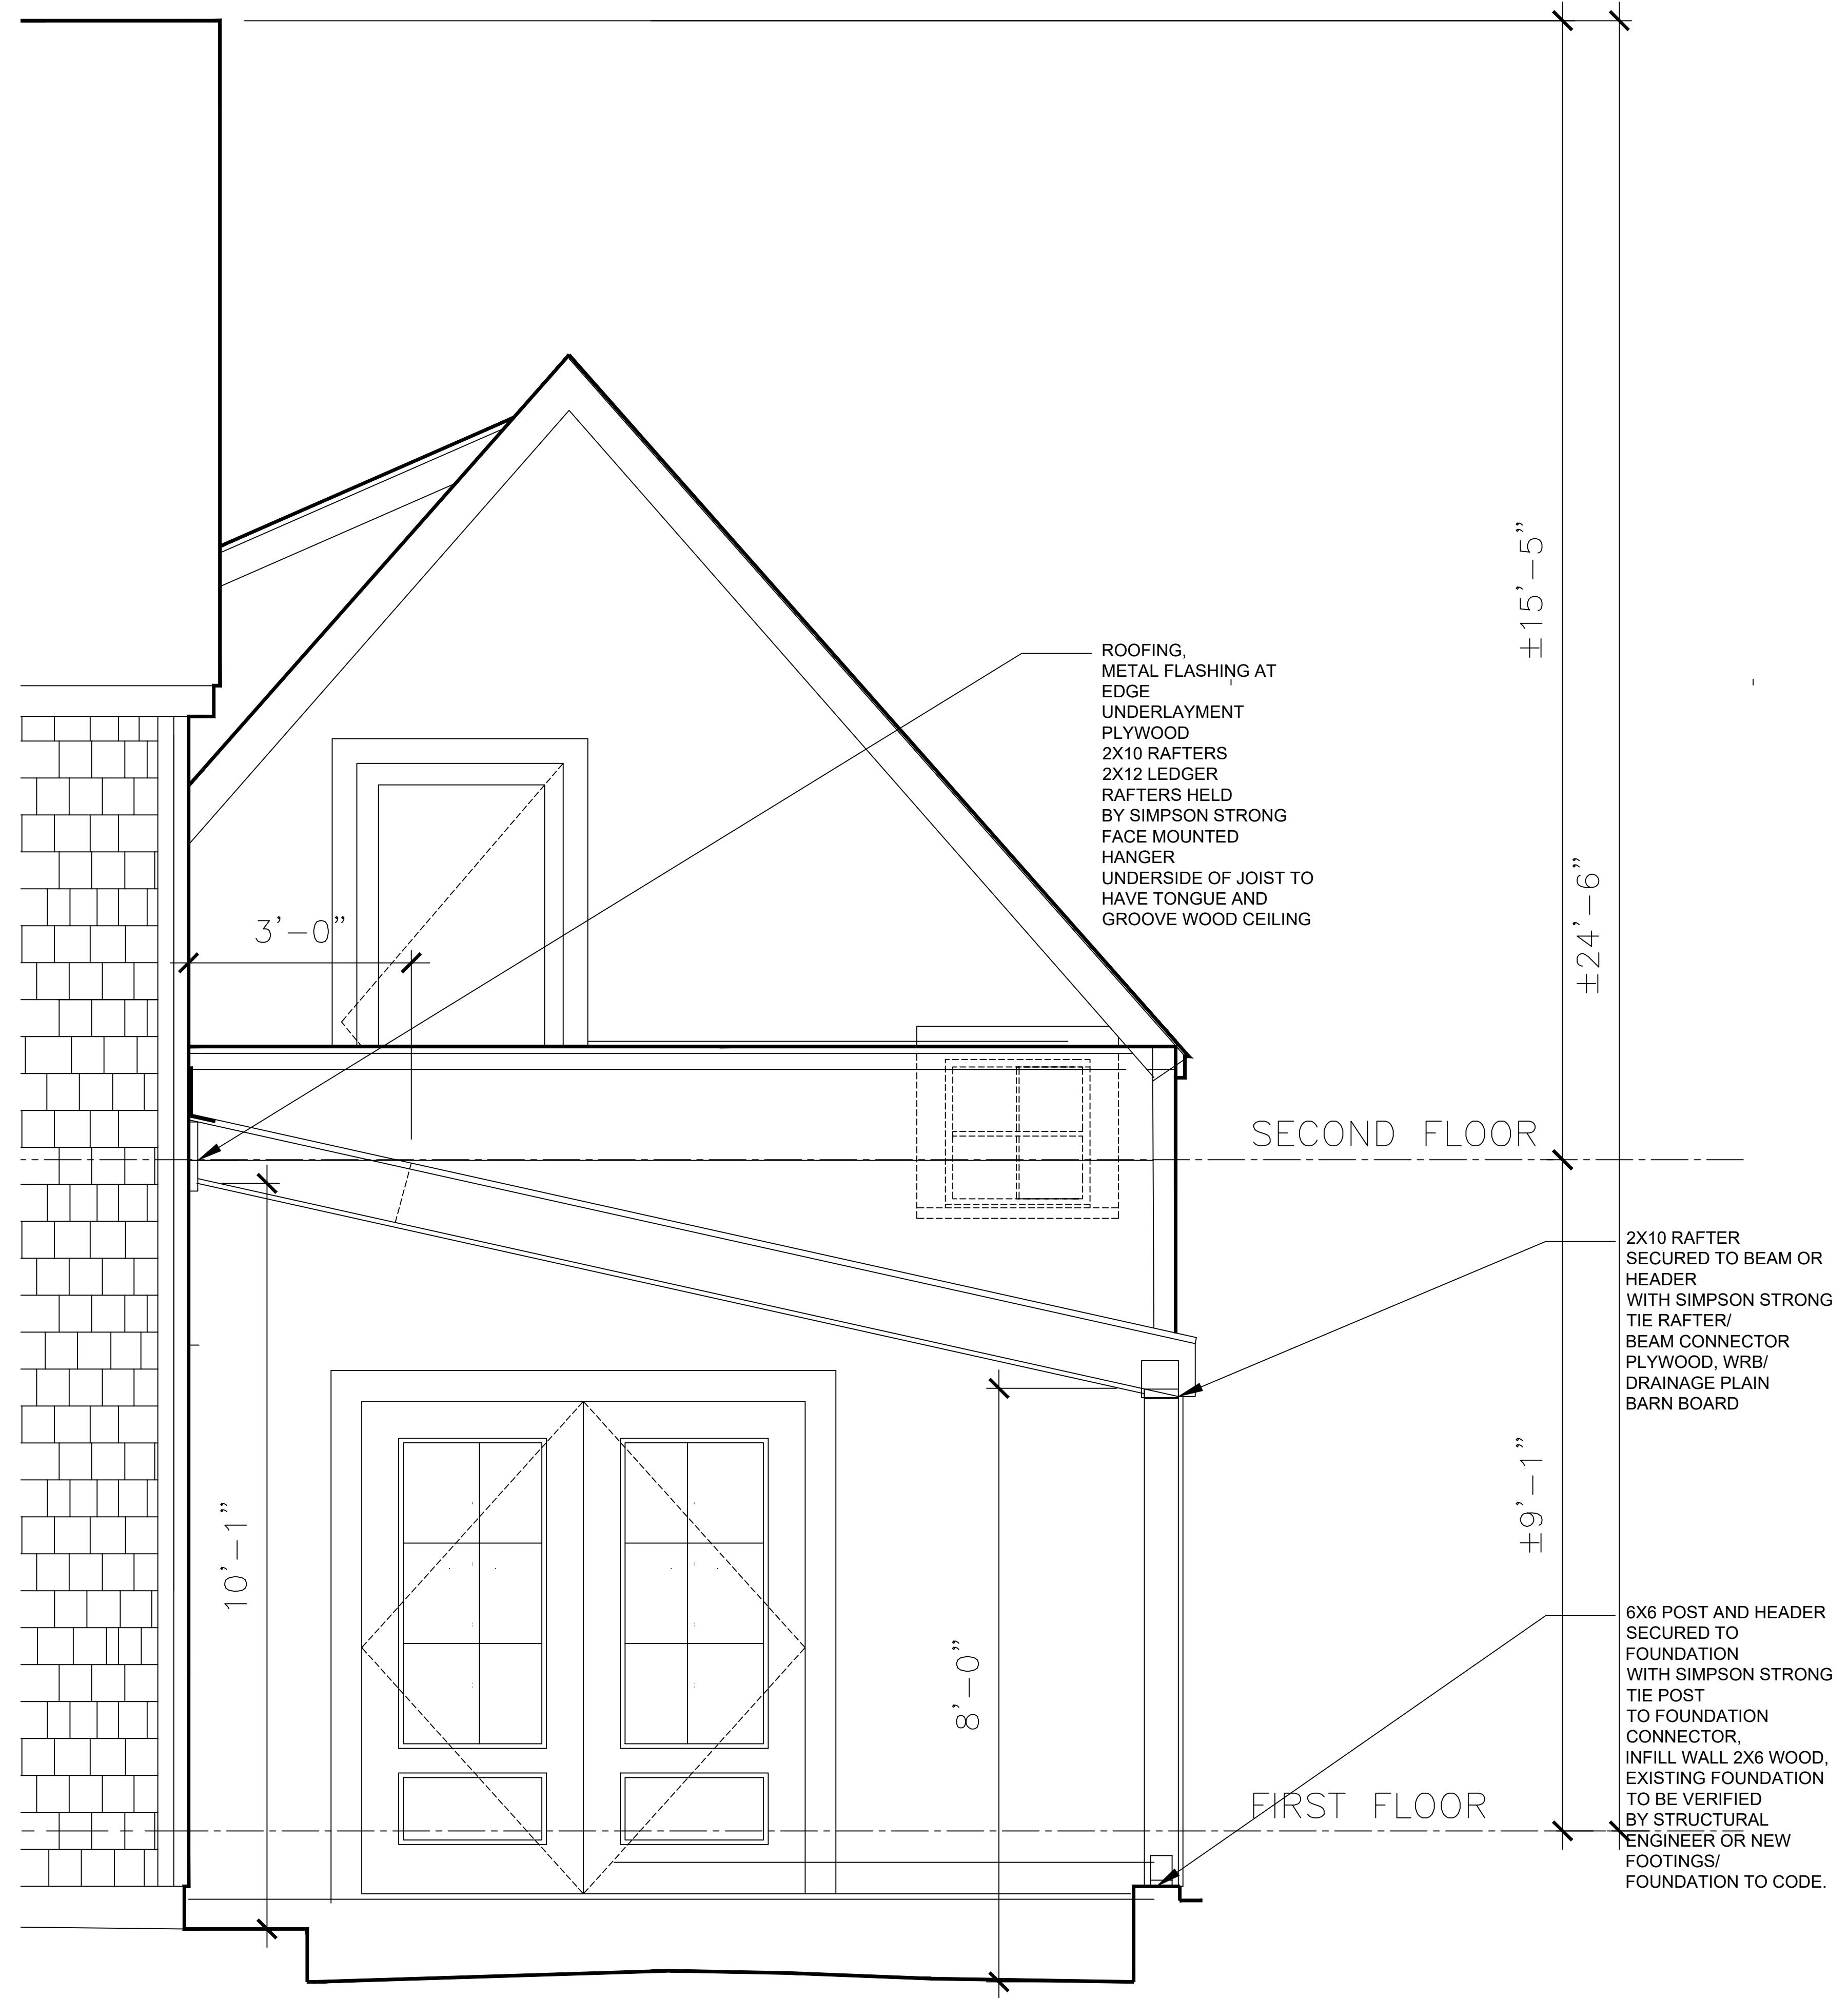 ±15'-5"
ROOFING,
METAL FLASHING AT
EDGE
UNDERLAYMENT
PLYWOOD
2X10 RAFTERS
2X12 LEDGER
RAFTERS HELD
BY SIMPSON STRONG
FACE MOUNTED
HANGER
UNDERSIDE OF JOIST TO
HAVE TONGUE AND
GROOVE WOOD CEILING
±24'-6"
3'-0"
SECOND FLOOR
2X10 RAFTER
SECURED TO BEAM OR
HEADER
WITH SIMPSON STRONG
TIE RAFTER/
BEAM CONNECTOR
PLYWOOD, WRB/
DRAINAGE PLAIN
BARN BOARD
±9'-1"
10'-1"
8'-0"
6X6 POST AND HEADER
SECURED TO
FOUNDATION
WITH SIMPSON STRONG
TIE POST
TO FOUNDATION
CONNECTOR,
INFILL WALL 2X6 WOOD,
EXISTING FOUNDATION
TO BE VERIFIED
BY STRUCTURAL
ENGINEER OR NEW
FOOTINGS/
FOUNDATION TO CODE.
FIRST FLOOR